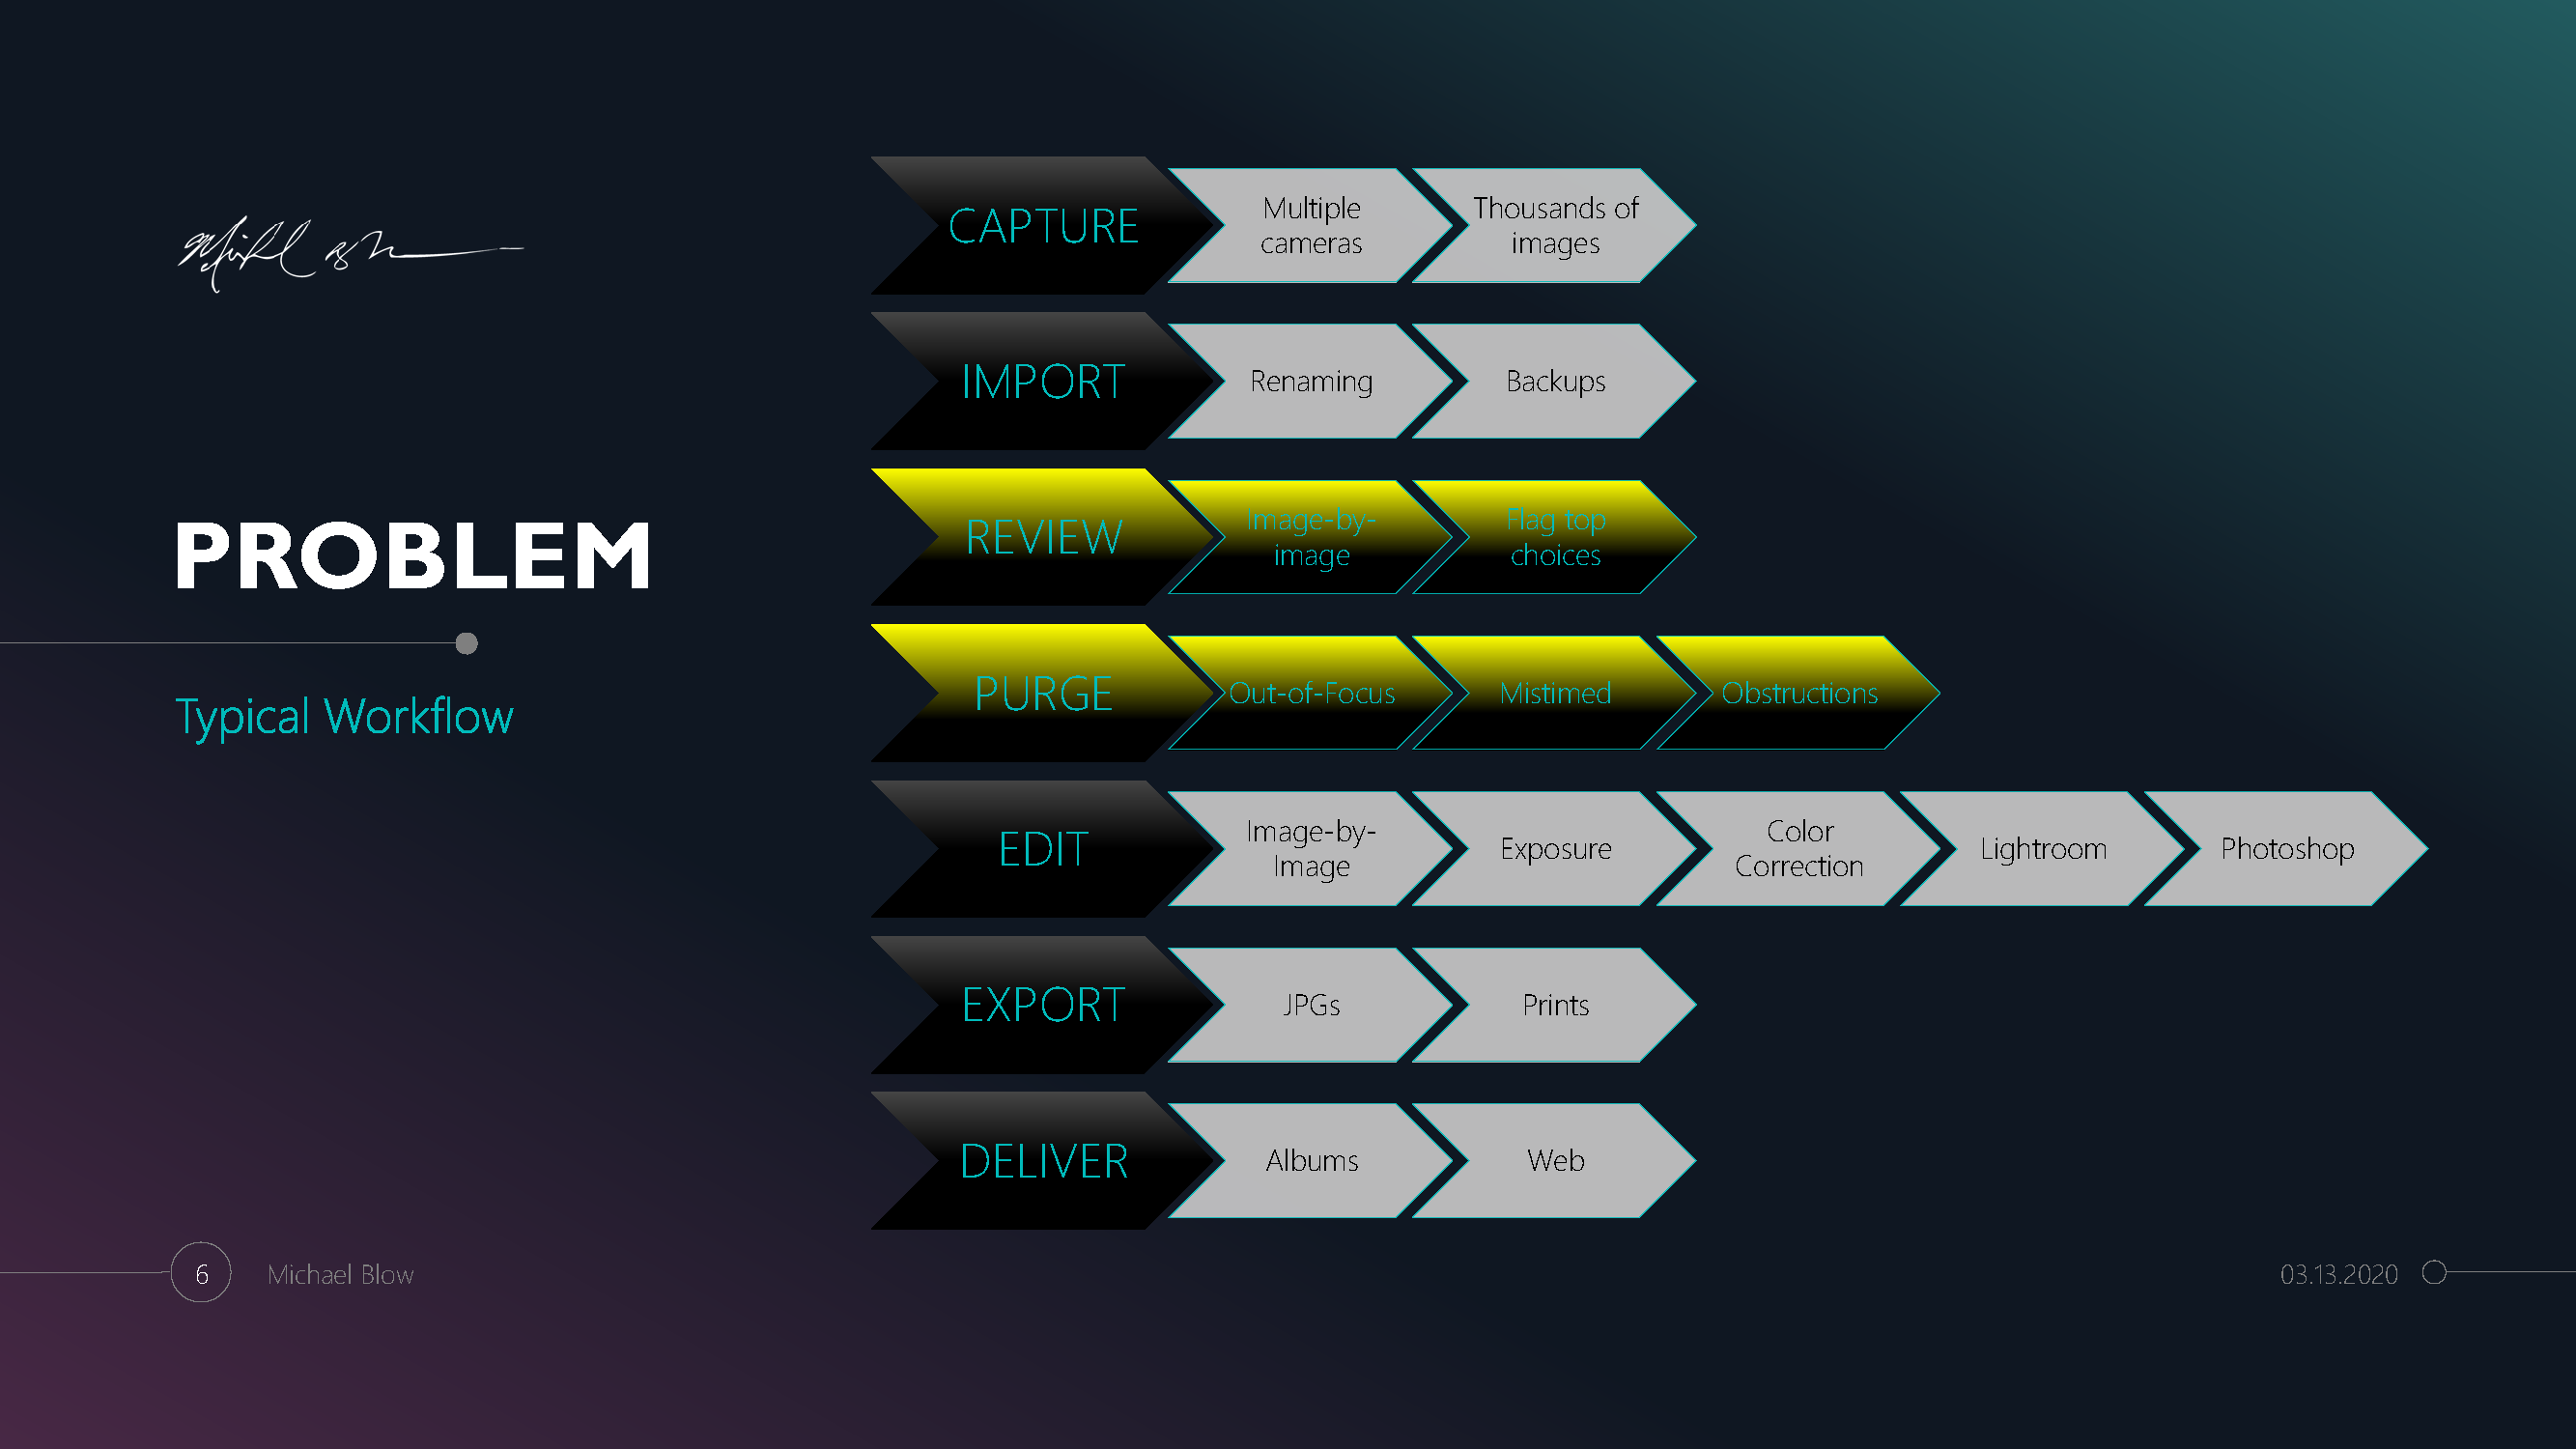 CAPTURE
Multiple
cameras
Thousands of
images
IMPORT
Renaming
Backups
PROBLEM
Typical Workflow
REVIEW
Image-by-
image
Flag top
choices
PURGE
Out-of-Focus
Mistimed
Obstructions
EDIT
Image-by-
Image
Exposure
Color
Correction
Lightroom
Photoshop
EXPORT
JPGs
Prints
DELIVER
Albums
Web
6
Michael Blow
03.13.2020